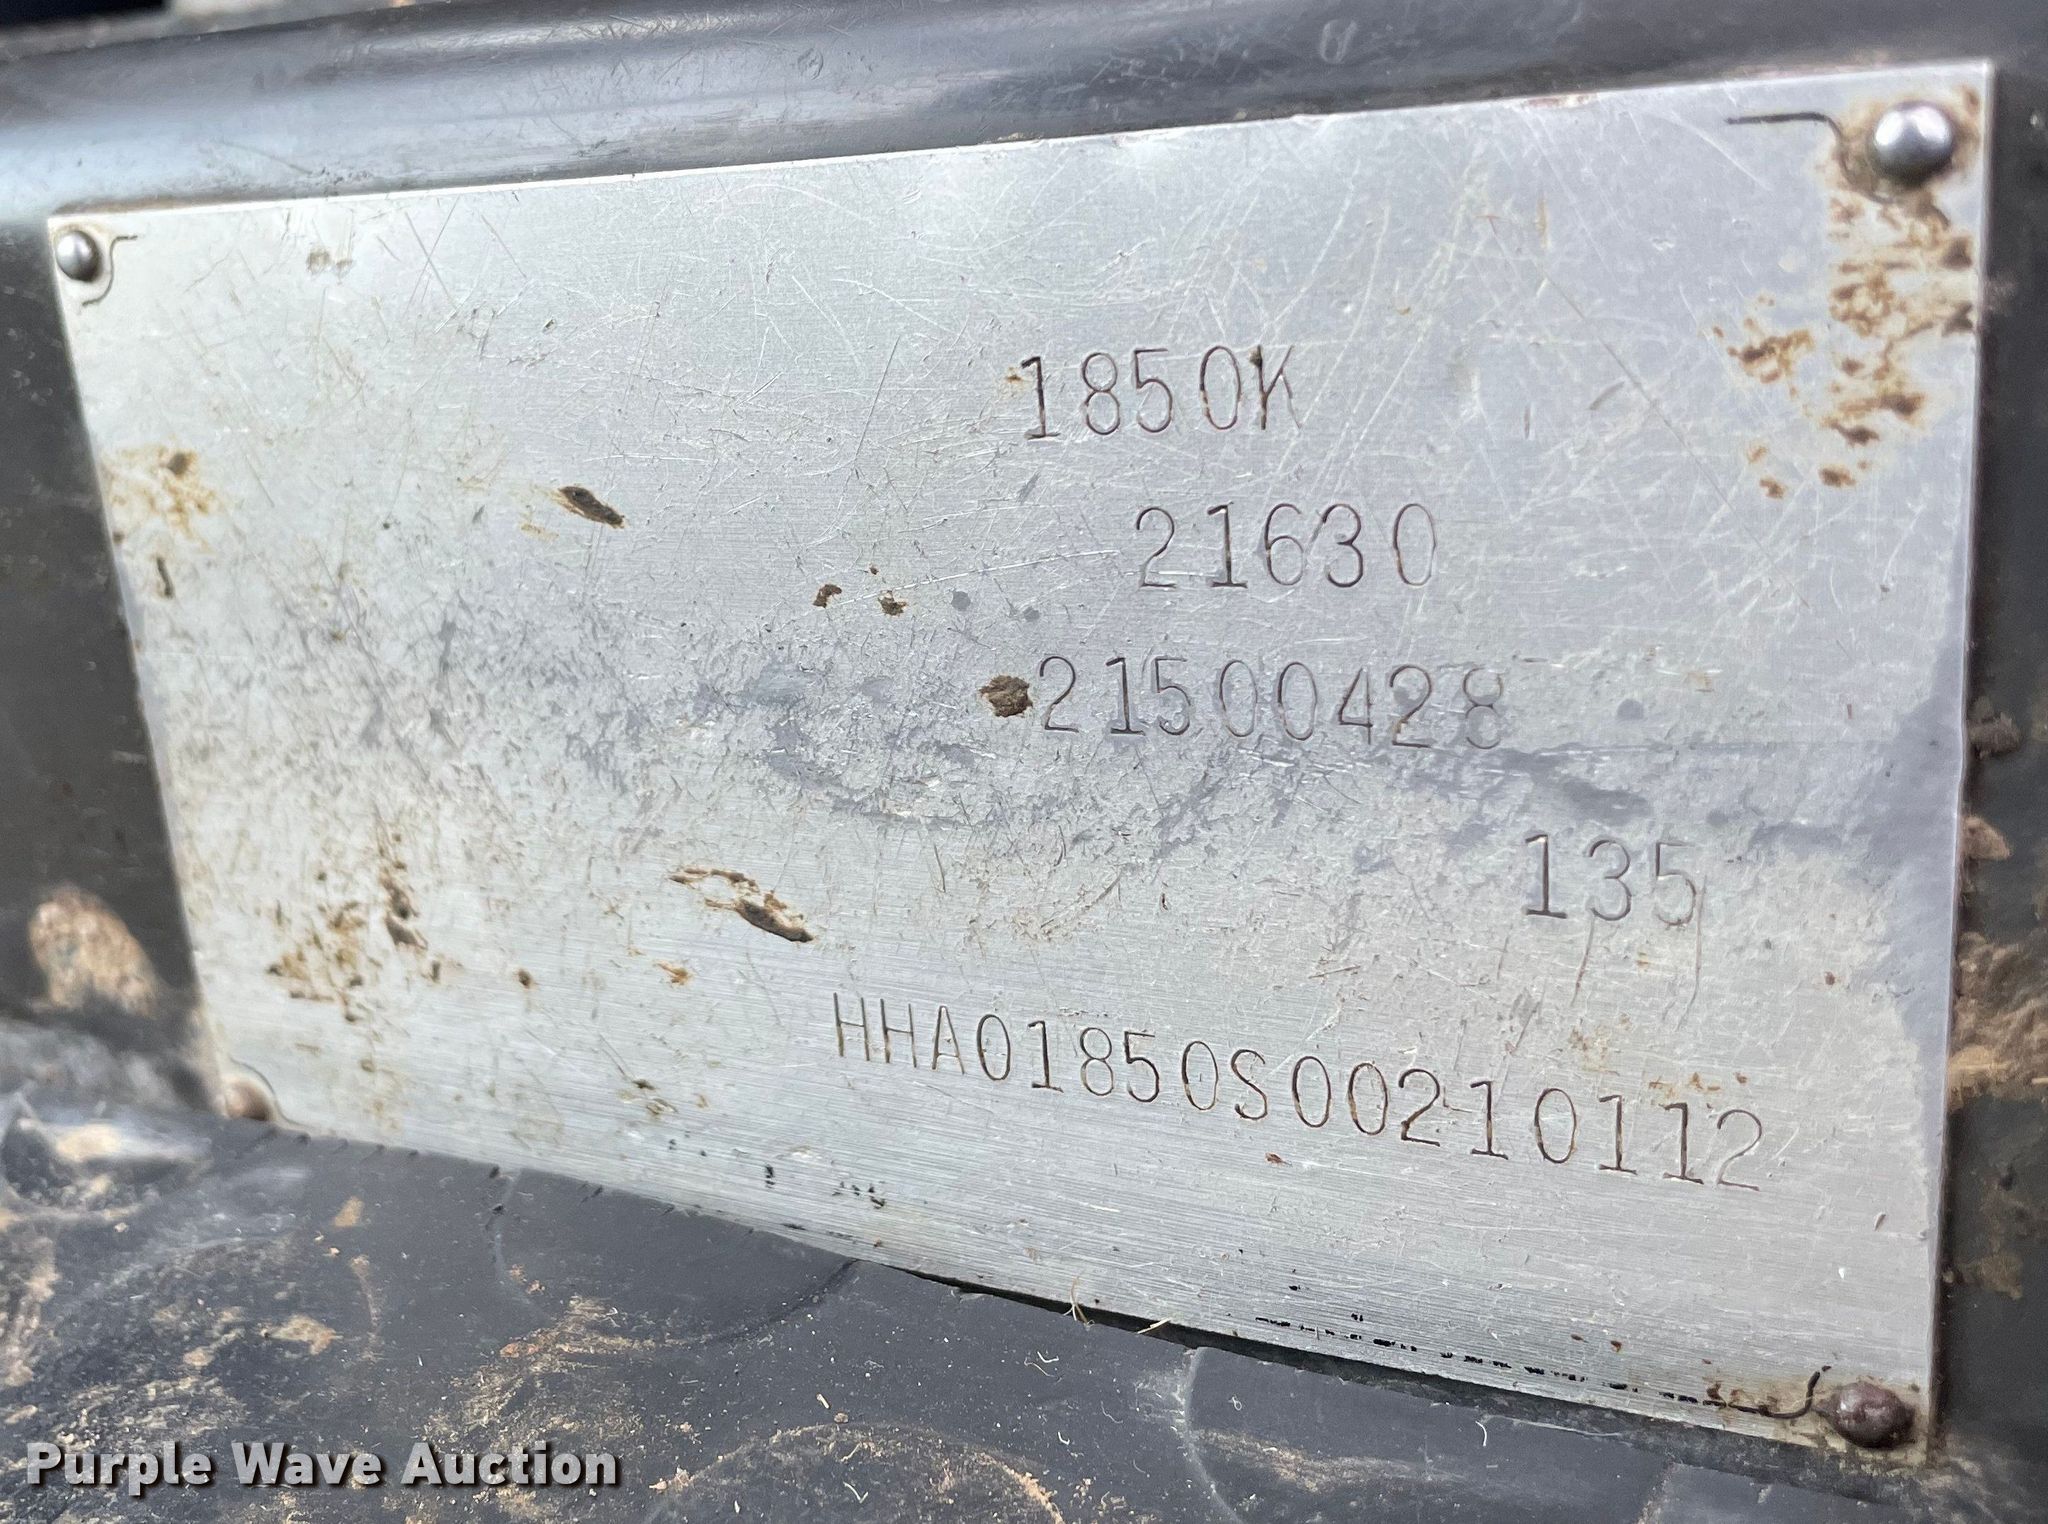 1850K
21630
21500428
135
HHA01850S00210112
Purple Wave Auction